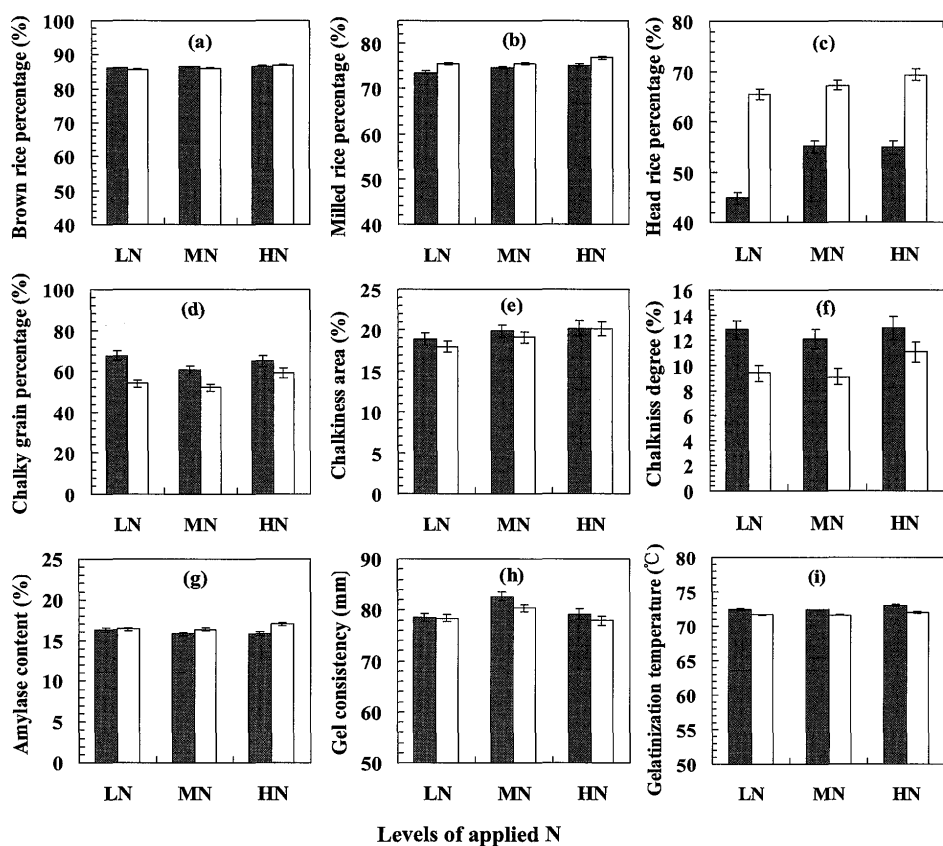 Brown rice percentage (%)
100
90
80
70
60
50
40
(a)
LN MN HN
Milled rice percentage (%)
80
70
60
50
40
(b)
LN MN HN
Head rice percentage (%)
80
70
60
50
40
(c)
LN MN HN
Chalky grain percentage (%)
100
80
60
40
20
0
(d)
LN MN HN
Chalkiness area (%)
25
20
15
10
5
0
(e)
LN MN HN
Chalkniss degree (%)
16
14
12
10
8
6
4
2
0
(f)
LN MN HN
Amylase content (%)
25
20
15
10
5
0
(g)
LN MN HN
Gel consistency (mm)
90
80
70
60
50
(h)
LN MN HN
Gelatinization temperature (℃)
80
75
70
65
60
55
50
(i)
LN MN HN
Levels of applied N